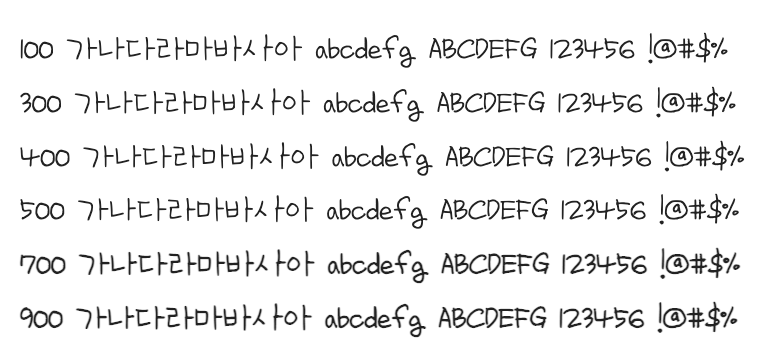 100 가나다라마바사아 abcdefg ABCDEFG 123456 !@#$%
300 가나다라마바사아 abcdefg ABCDEFG 123456 !@#$%
400 가나다라마바사아 abcdefg ABCDEFG 123456 !@#$%
500 가나다라마바사아 abcdefg ABCDEFG 123456 !@#$%
700 가나다라마바사아 abcdefg ABCDEFG 123456 !@#$%
900 가나다라마바사아 abcdefg ABCDEFG 123456 !@#$%